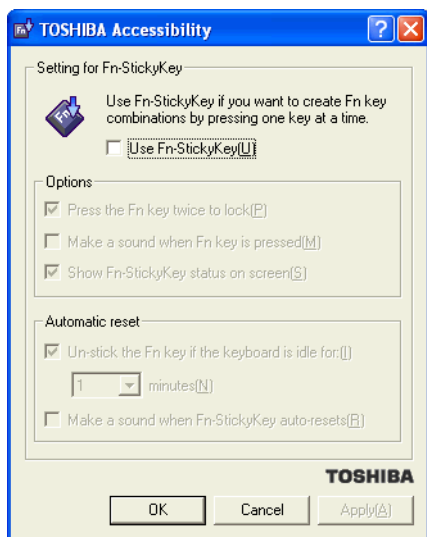 Fn TOSHIBA Accessibility
Setting for Fn-StickyKey
Fn
Use Fn-StickyKey if you want to create Fn key
combinations by pressing one key at a time.
Use Fn-StickyKey(U)
Options
Press the Fn key twice to lock(P)
Make a sound when Fn key is pressed(M)
Show Fn-StickyKey status on screen(S)
Automatic reset
Un-stick the Fn key if the keyboard is idle for:(I)
1 minutes(N)
Make a sound when Fn-StickyKey auto-resets(R)
TOSHIBA
OK Cancel Apply(A)